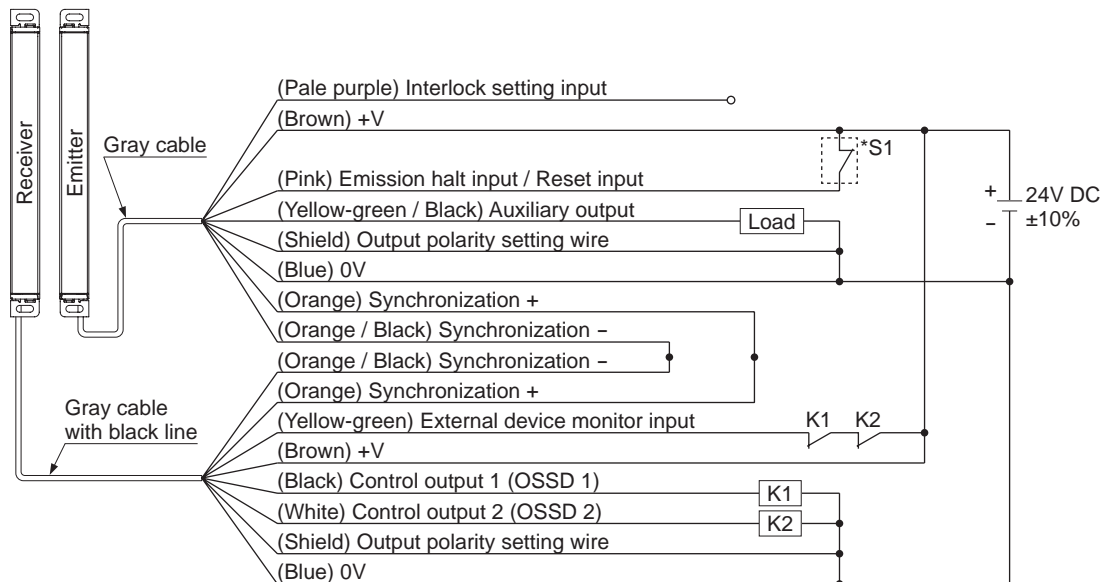 Receiver
Emitter
Gray cable
(Pale purple) Interlock setting input
(Brown) +V
*S1
(Pink) Emission halt input / Reset input
(Yellow-green / Black) Auxiliary output
Load
(Shield) Output polarity setting wire
(Blue) 0V
+
−
24V DC
±10%
(Orange) Synchronization +
(Orange / Black) Synchronization −
(Orange / Black) Synchronization −
(Orange) Synchronization +
Gray cable
with black line
(Yellow-green) External device monitor input
K1
K2
(Brown) +V
(Black) Control output 1 (OSSD 1)
K1
(White) Control output 2 (OSSD 2)
K2
(Shield) Output polarity setting wire
(Blue) 0V